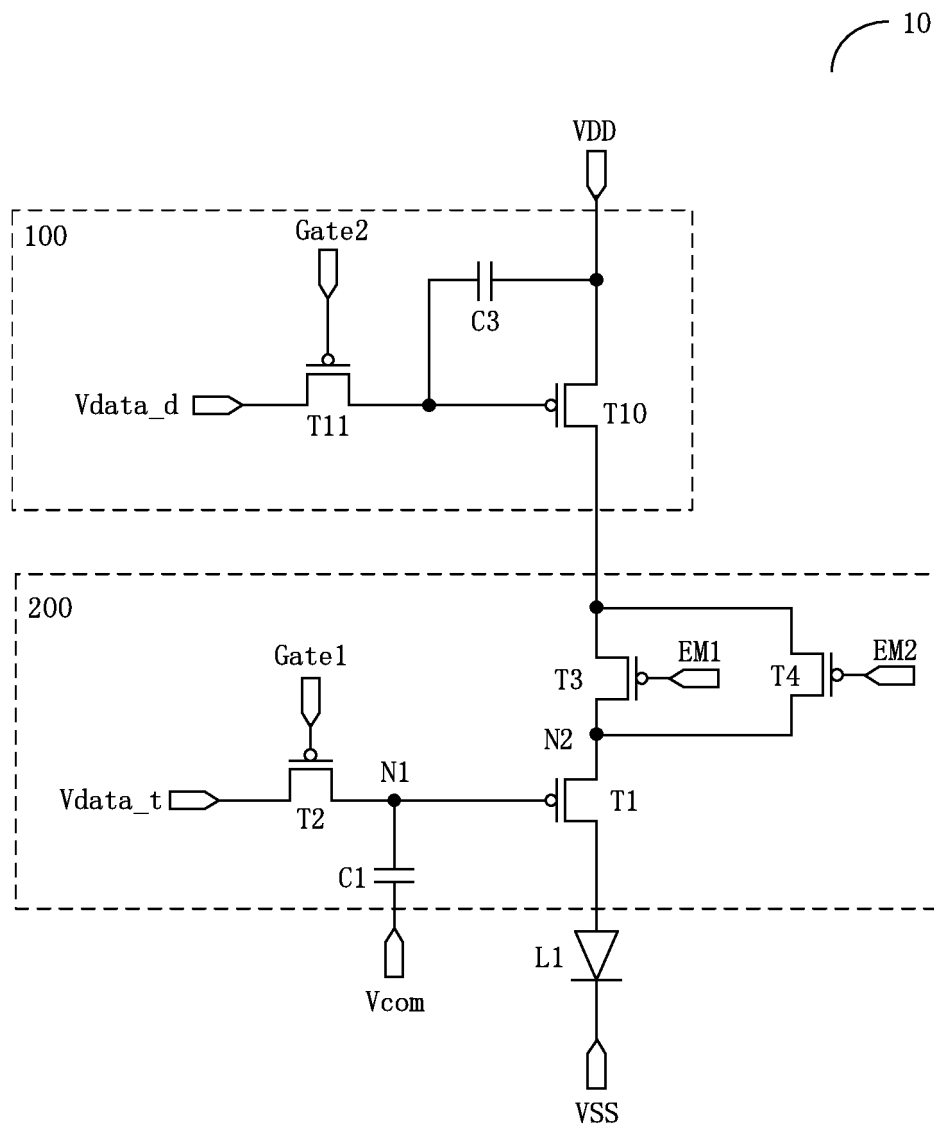 10
VDD
100
Gate2
C3
Vdata_d
T11
T10
200
Gate1
EM1
EM2
T3
T4
N2
N1
Vdata_t
T2
T1
C1
L1
Vcom
VSS